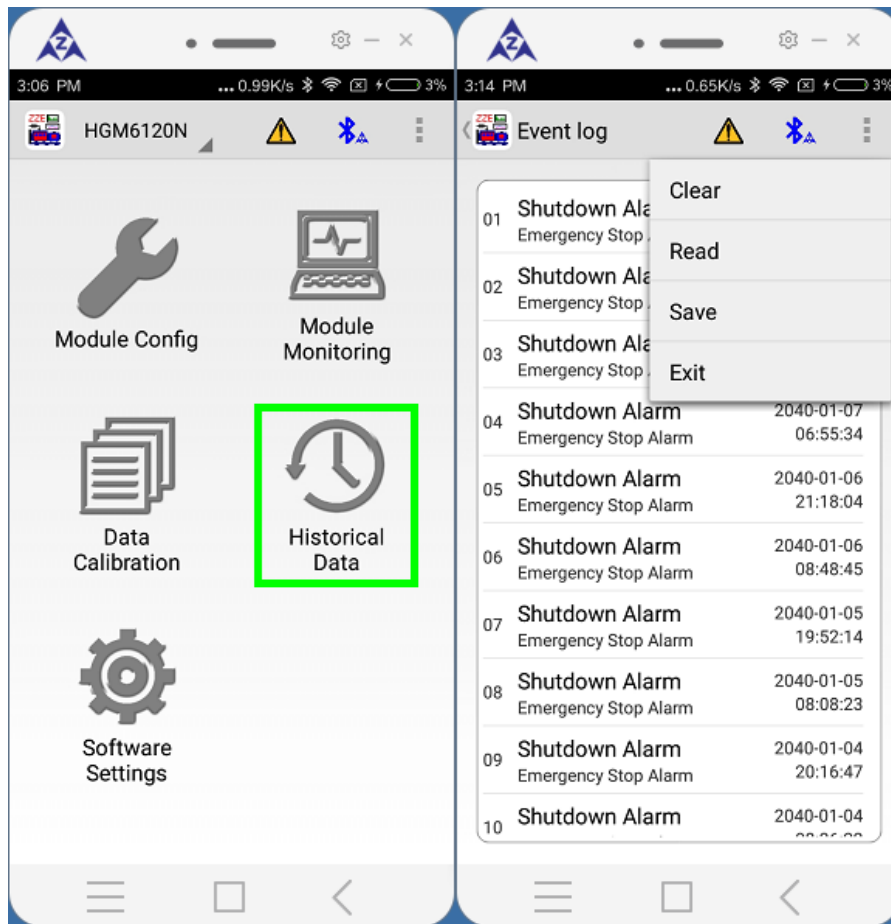 Z
3:06 PM
... 0.99K/s
3%
ZZE
HGM6120N
Module Config
Module
Monitoring
Data
Calibration
Historical
Data
Software
Settings
Z
3:14 PM
... 0.65K/s
3%
ZZE
Event log
Clear
Read
Save
Exit
01
Shutdown Ala
Emergency Stop
02
Shutdown Ala
Emergency Stop
03
Shutdown Ala
Emergency Stop
04
Shutdown Alarm
2040-01-07
Emergency Stop Alarm
06:55:34
05
Shutdown Alarm
2040-01-06
Emergency Stop Alarm
21:18:04
06
Shutdown Alarm
2040-01-06
Emergency Stop Alarm
08:48:45
07
Shutdown Alarm
2040-01-05
Emergency Stop Alarm
19:52:14
08
Shutdown Alarm
2040-01-05
Emergency Stop Alarm
08:08:23
09
Shutdown Alarm
2040-01-04
Emergency Stop Alarm
20:16:47
10
Shutdown Alarm
2040-01-04